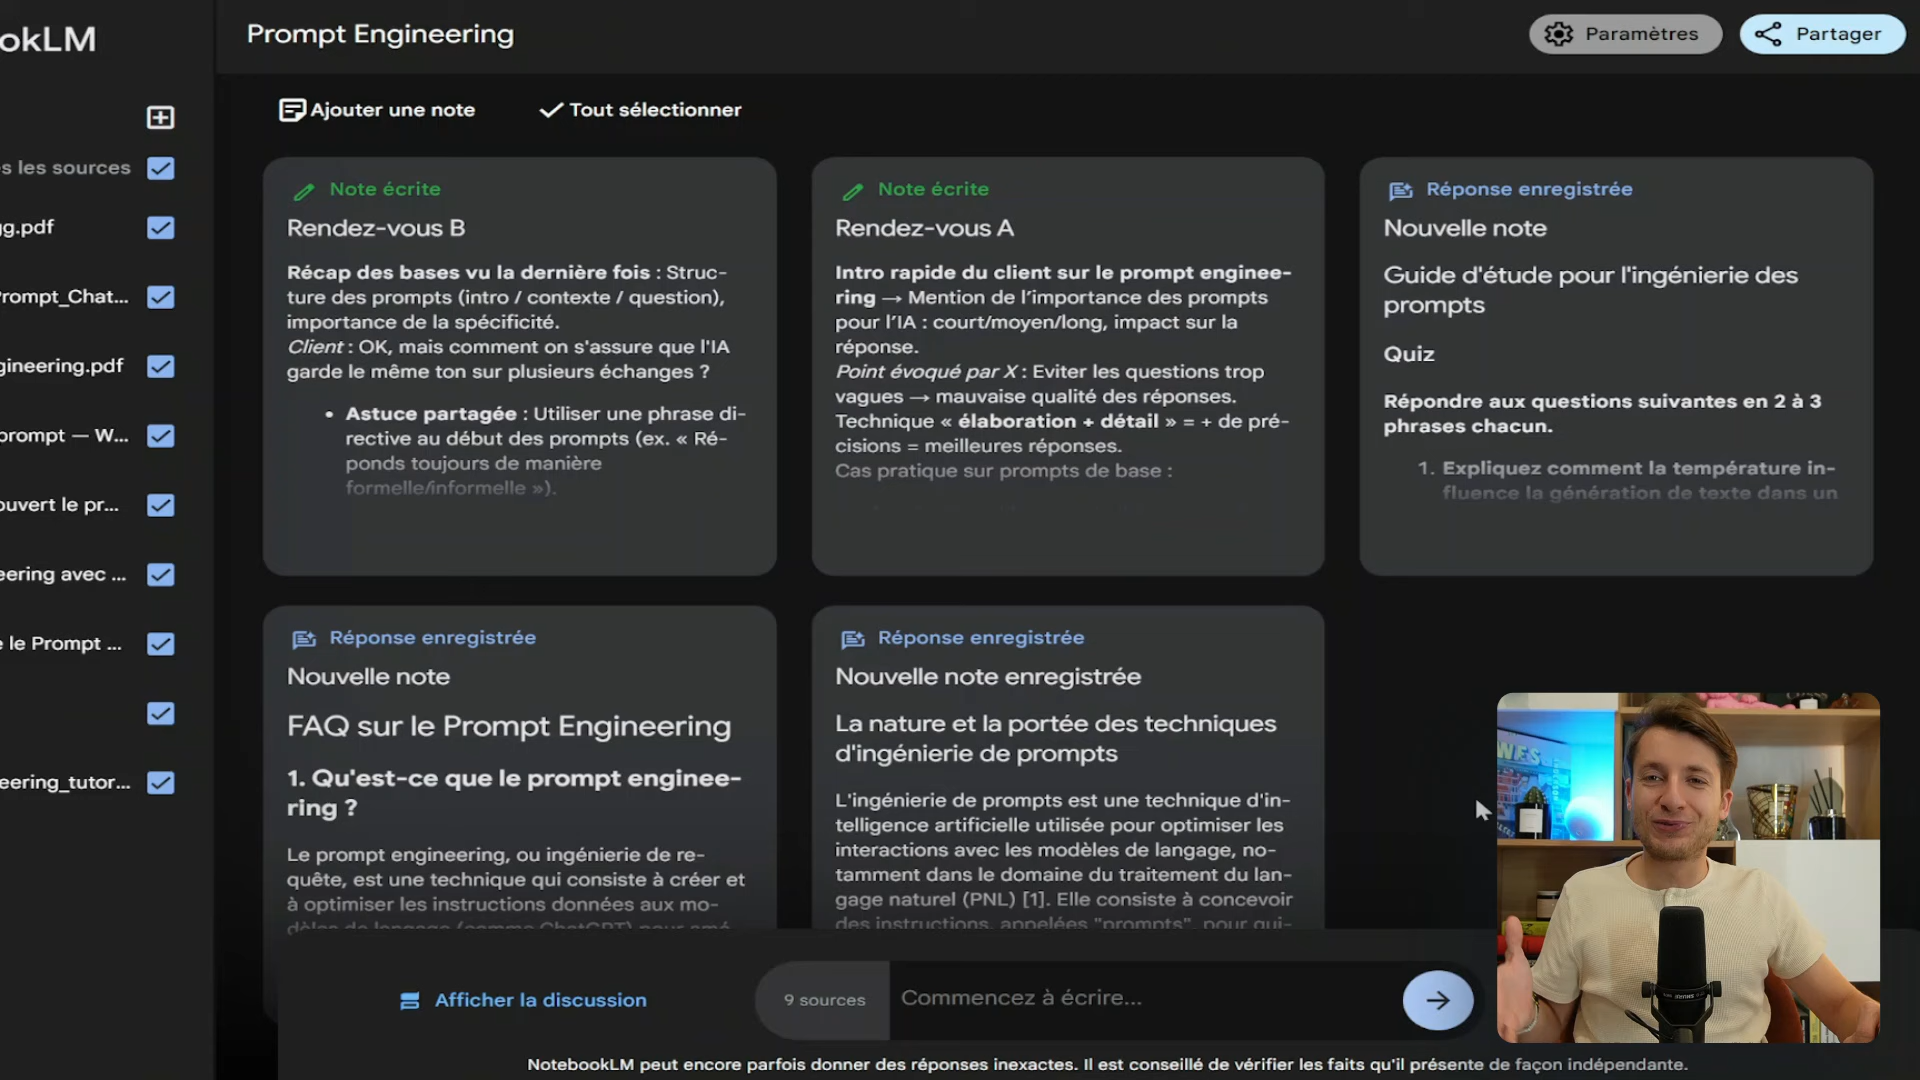 okLM
Prompt Engineering
Paramètres
Partager
Ajouter une note
Tout sélectionner
s les sources
g.pdf
Prompt_Chat...
gineering.pdf
prompt — W...
ouvert le pr...
eering avec ...
e le Prompt ...
eering_tutor...
Note écrite
Rendez-vous B
Récap des bases vu la dernière fois : Struc-
ture des prompts (intro / contexte / question),
importance de la spécificité.
Client : OK, mais comment on s'assure que l'IA
garde le même ton sur plusieurs échanges ?
• Astuce partagée : Utiliser une phrase di-
rective au début des prompts (ex. « Ré-
ponds toujours de manière
formelle/informelle »).
Note écrite
Rendez-vous A
Intro rapide du client sur le prompt enginee-
ring → Mention de l'importance des prompts
pour l'IA : court/moyen/long, impact sur la
réponse.
Point évoqué par X : Eviter les questions trop
vagues → mauvaise qualité des réponses.
Technique « élaboration + détail » = + de pré-
cisions = meilleures réponses.
Cas pratique sur prompts de base :
Réponse enregistrée
Nouvelle note
Guide d'étude pour l'ingénierie des
prompts
Quiz
Répondre aux questions suivantes en 2 à 3
phrases chacun.
1. Expliquez comment la température in-
fluence la génération de texte dans un
Réponse enregistrée
Nouvelle note
FAQ sur le Prompt Engineering
1. Qu'est-ce que le prompt enginee-
ring ?
Le prompt engineering, ou ingénierie de re-
quête, est une technique qui consiste à créer et
à optimiser les instructions données aux mo-
dèles de langage (comme ChatGPT) pour amé-
Réponse enregistrée
Nouvelle note enregistrée
La nature et la portée des techniques
d'ingénierie de prompts
L'ingénierie de prompts est une technique d'in-
telligence artificielle utilisée pour optimiser les
interactions avec les modèles de langage, no-
tamment dans le domaine du traitement du lan-
gage naturel (PNL) [1]. Elle consiste à concevoir
des instructions, appelées "prompts", pour gui-
Afficher la discussion
9 sources
Commencez à écrire...
NotebookLM peut encore parfois donner des réponses inexactes. Il est conseillé de vérifier les faits qu'il présente de façon indépendante.